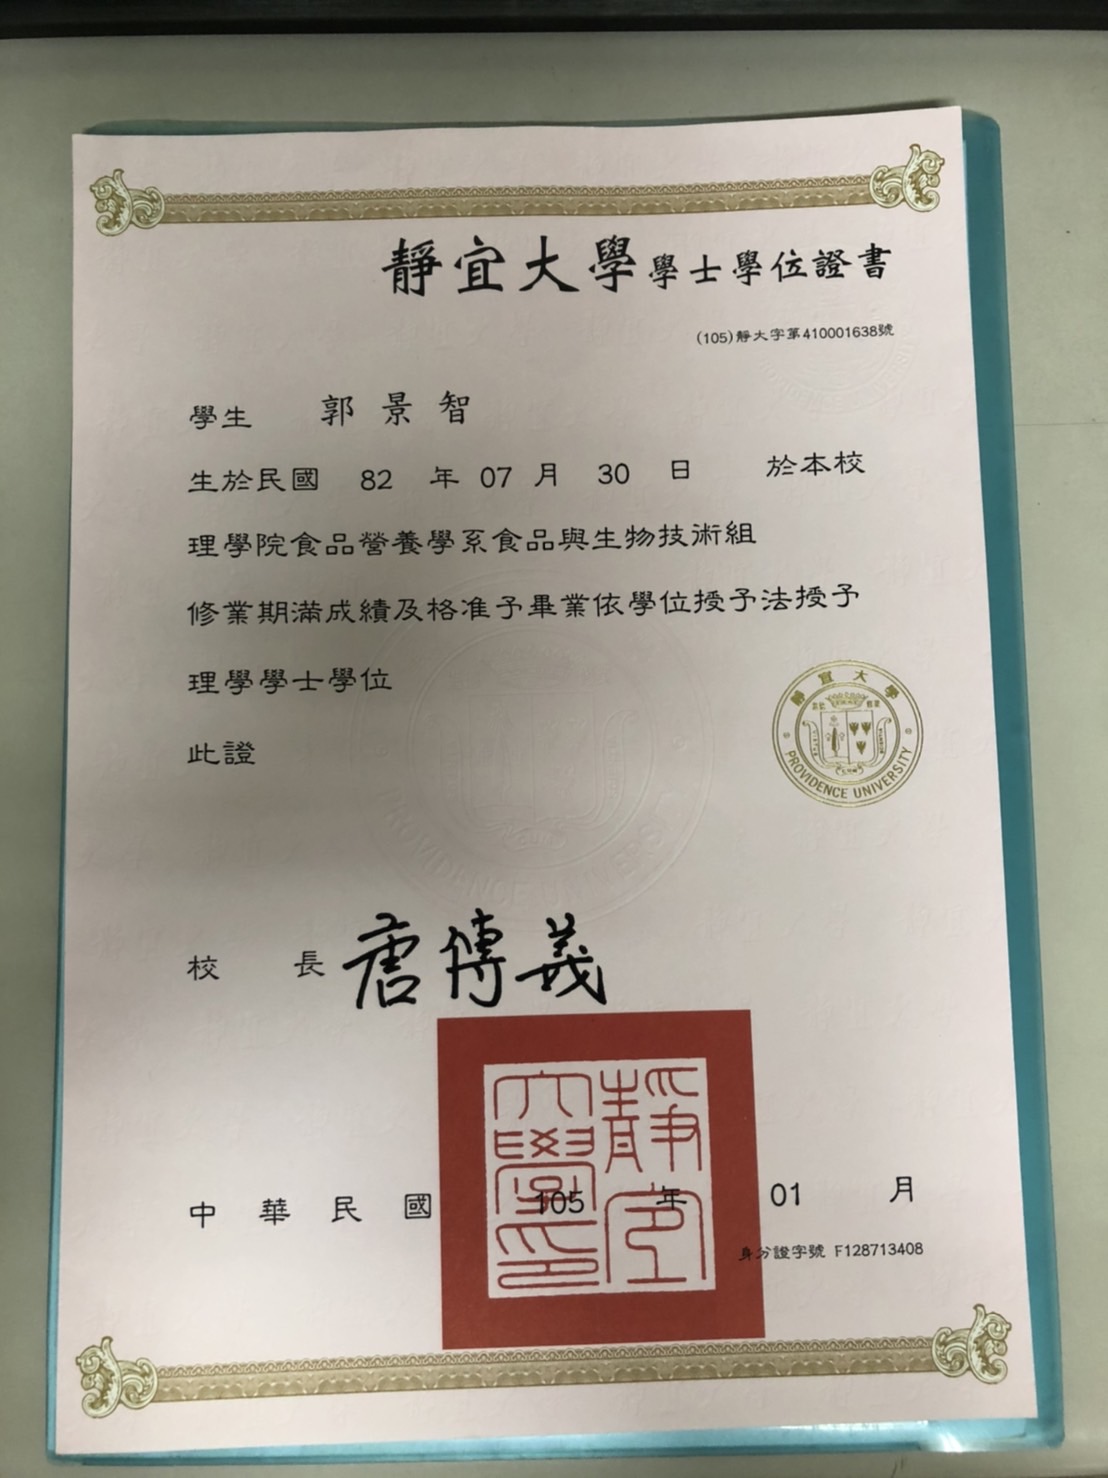 靜宜大學學士學位證書
(105)靜大字第410001638號
學生 郭景智
生於民國 82 年 07 月 30 日 於本校
理學院食品營養學系食品與生物技術組
修業期滿成績及格准予畢業依學位授予法授予
理學學士學位
此證
靜宜大學
PROVIDENCE UNIVERSITY
校 長 唐傳義
靜宜大學印
中華民國 105 年 01 月
身分證字號 F128713408